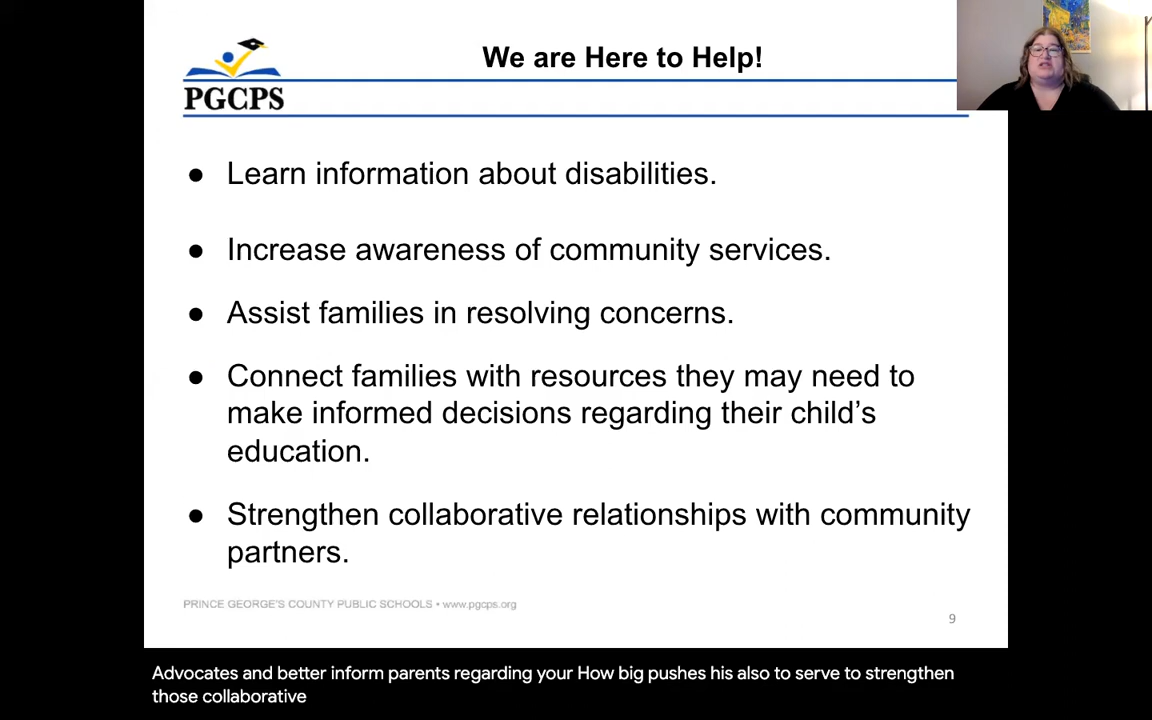 We are Here to Help!
PGCPS
● Learn information about disabilities.
● Increase awareness of community services.
● Assist families in resolving concerns.
● Connect families with resources they may need to
make informed decisions regarding their child’s
education.
● Strengthen collaborative relationships with community
partners.
PRINCE GEORGE'S COUNTY PUBLIC SCHOOLS • www.pgcps.org
9
Advocates and better inform parents regarding your How big pushes his also to serve to strengthen
those collaborative